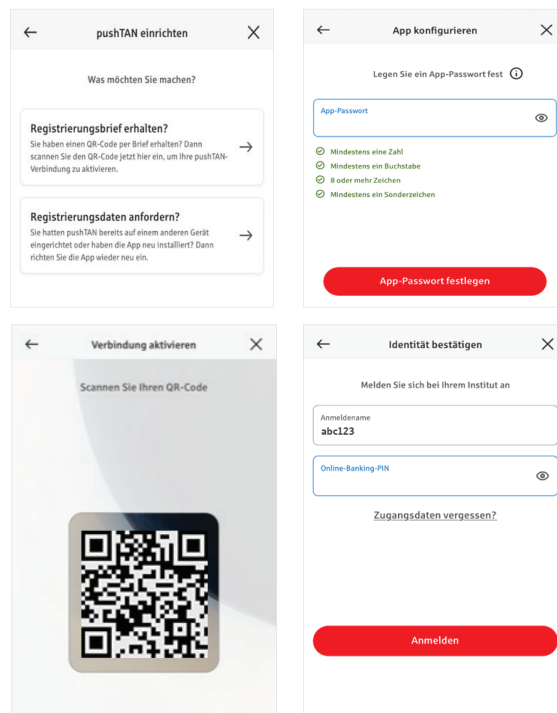 pushTAN einrichten
Was möchten Sie machen?
Registrierungsbrief erhalten?
Sie haben einen QR-Code per Brief erhalten? Dann
scannen Sie den QR-Code jetzt hier ein, um Ihre pushTAN-
Verbindung zu aktivieren.
Registrierungsdaten anfordern?
Sie hatten pushTAN bereits auf einem anderen Gerät
eingerichtet oder haben die App neu installiert? Dann
richten Sie die App wieder neu ein.
App konfigurieren
Legen Sie ein App-Passwort fest
App-Passwort
Mindestens eine Zahl
Mindestens ein Buchstabe
8 oder mehr Zeichen
Mindestens ein Sonderzeichen
App-Passwort festlegen
Verbindung aktivieren
Scannen Sie Ihren QR-Code
Identität bestätigen
Melden Sie sich bei Ihrem Institut an
Anmeldename
abc123
Online-Banking-PIN
Zugangsdaten vergessen?
Anmelden